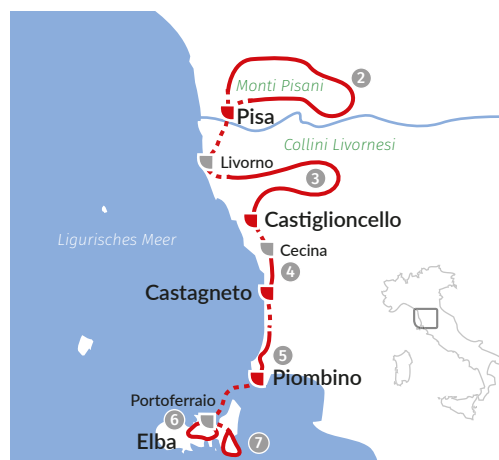 2
Monti Pisani
Pisa
Collini Livornesi
Livorno
3
Castiglioncello
Ligurisches Meer
Cecina
4
Castagneto
5
Piombino
Portoferraio
6
Elba
7